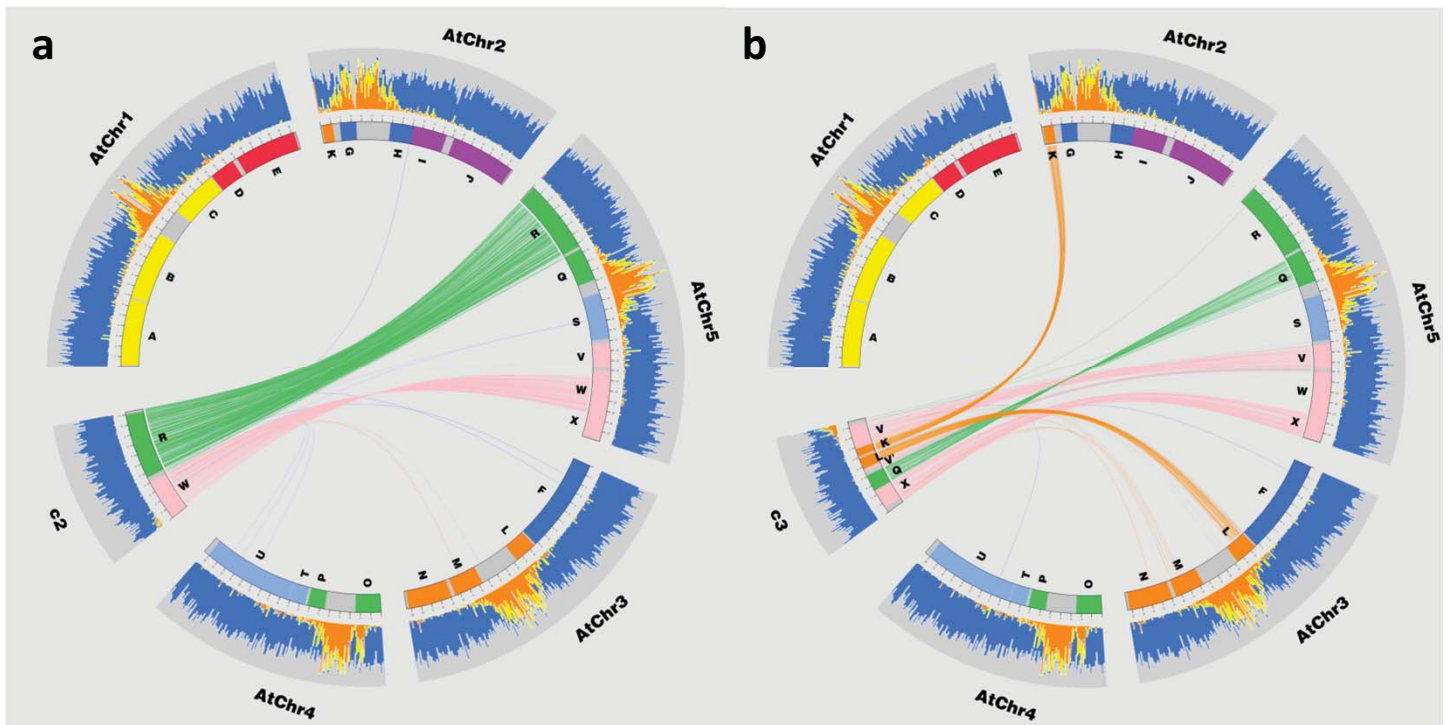 a
AtChr2
AtChr1
AtChr5
AtChr3
AtChr4
c2
A
B
C
D
E
K
G
H
I
J
R
Q
S
V
W
X
F
L
M
N
O
P
T
U
R
W
b
AtChr2
AtChr1
AtChr5
AtChr3
AtChr4
c3
A
B
C
D
E
K
G
H
I
J
R
Q
S
V
W
X
F
L
M
N
O
P
T
U
V
K
L
V'
Q
X